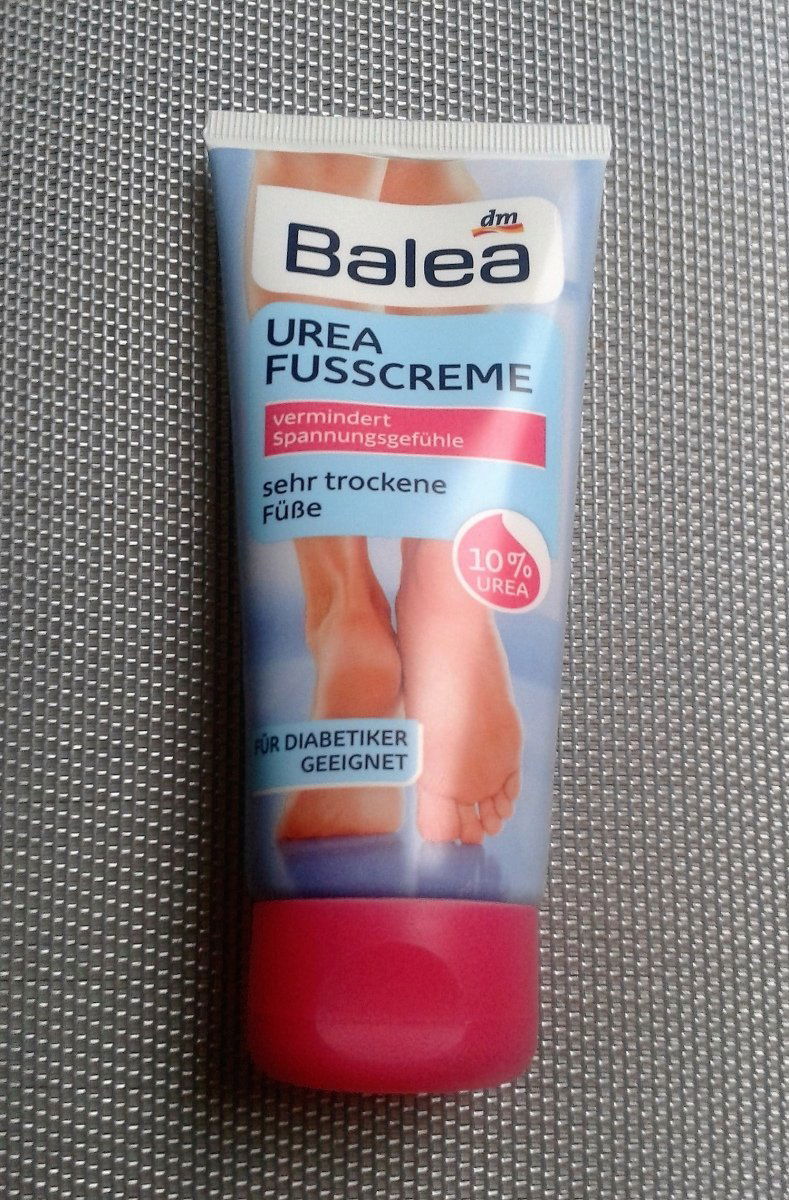 dm
Balea
UREA
FUSSCREME
vermindert
Spannungsgefühle
sehr trockene
Füße
10%
UREA
FÜR DIABETIKER
GEEIGNET